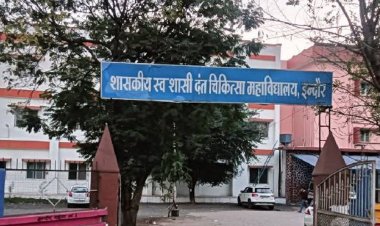 शासकीय स्व शासी दंत चिकित्सा महाविद्यालय, इन्दौर